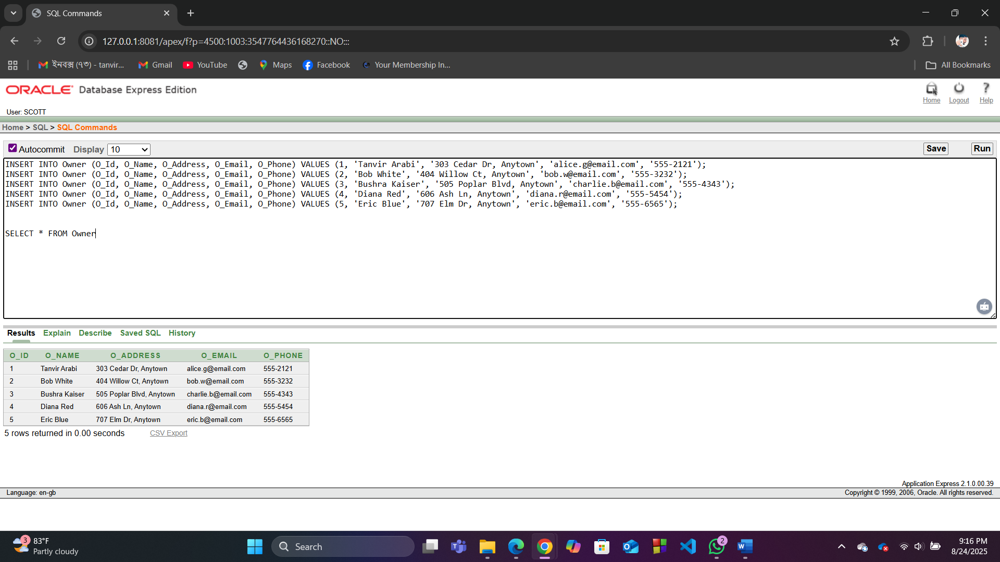 SQL Commands
127.0.0.1:8081/apex/f?p=4500:1003:3547764436168270::NO:::
ইনবক্স (৭৩) - tanvir... Gmail YouTube Maps Facebook Your Membership In... All Bookmarks
ORACLE Database Express Edition
Home Logout Help
User: SCOTT
Home > SQL > SQL Commands
Autocommit Display 10 Save Run
INSERT INTO Owner (O_Id, O_Name, O_Address, O_Email, O_Phone) VALUES (1, 'Tanvir Arabi', '303 Cedar Dr, Anytown', 'alice.g@email.com', '555-2121');
INSERT INTO Owner (O_Id, O_Name, O_Address, O_Email, O_Phone) VALUES (2, 'Bob White', '404 Willow Ct, Anytown', 'bob.w@email.com', '555-3232');
INSERT INTO Owner (O_Id, O_Name, O_Address, O_Email, O_Phone) VALUES (3, 'Bushra Kaiser', '505 Poplar Blvd, Anytown', 'charlie.b@email.com', '555-4343');
INSERT INTO Owner (O_Id, O_Name, O_Address, O_Email, O_Phone) VALUES (4, 'Diana Red', '606 Ash Ln, Anytown', 'diana.r@email.com', '555-5454');
INSERT INTO Owner (O_Id, O_Name, O_Address, O_Email, O_Phone) VALUES (5, 'Eric Blue', '707 Elm Dr, Anytown', 'eric.b@email.com', '555-6565');
SELECT * FROM Owner
Results Explain Describe Saved SQL History
O_ID O_NAME O_ADDRESS O_EMAIL O_PHONE
1 Tanvir Arabi 303 Cedar Dr, Anytown alice.g@email.com 555-2121
2 Bob White 404 Willow Ct, Anytown bob.w@email.com 555-3232
3 Bushra Kaiser 505 Poplar Blvd, Anytown charlie.b@email.com 555-4343
4 Diana Red 606 Ash Ln, Anytown diana.r@email.com 555-5454
5 Eric Blue 707 Elm Dr, Anytown eric.b@email.com 555-6565
5 rows returned in 0.00 seconds CSV Export
Application Express 2.1.0.00.39
Language: en-gb Copyright © 1999, 2006, Oracle. All rights reserved.
3 83°F
Partly cloudy
Search
2
9:16 PM
8/24/2025